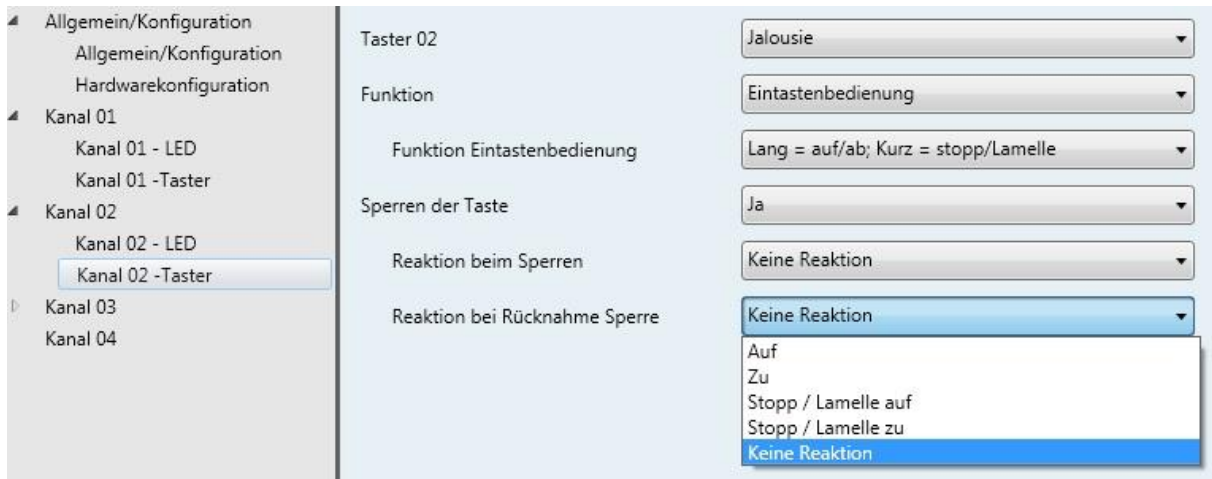 Allgemein/Konfiguration
Allgemein/Konfiguration
Hardwarekonfiguration
Kanal 01
Kanal 01 - LED
Kanal 01 -Taster
Kanal 02
Kanal 02 - LED
Kanal 02 -Taster
Kanal 03
Kanal 04
Taster 02 Jalousie
Funktion Eintastenbedienung
Funktion Eintastenbedienung Lang = auf/ab; Kurz = stopp/Lamelle
Sperren der Taste Ja
Reaktion beim Sperren Keine Reaktion
Reaktion bei Rücknahme Sperre Keine Reaktion
Auf
Zu
Stopp / Lamelle auf
Stopp / Lamelle zu
Keine Reaktion